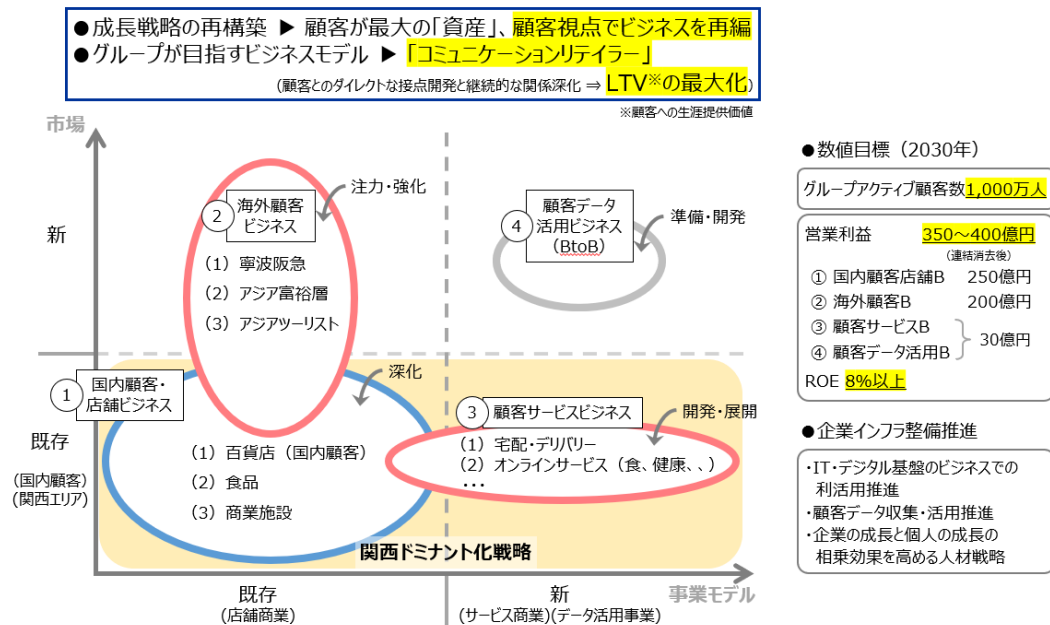 ●成長戦略の再構築 ▶ 顧客が最大の「資産」、顧客視点でビジネスを再編
●グループが目指すビジネスモデル ▶ 「コミュニケーションリテイラー」
(顧客とのダイレクトな接点開発と継続的な関係深化 ⇒ LTV※の最大化)
※顧客への生涯提供価値
市場
新
既存
(国内顧客)
(関西エリア)
② 海外顧客
ビジネス
注力・強化
(1) 寧波阪急
(2) アジア富裕層
(3) アジアツーリスト
④ 顧客データ
活用ビジネス
(BtoB)
準備・開発
① 国内顧客・
店舗ビジネス
深化
(1) 百貨店(国内顧客)
(2) 食品
(3) 商業施設
③ 顧客サービスビジネス
開発・展開
(1) 宅配・デリバリー
(2) オンラインサービス(食、健康、、)
・・・
関西ドミナント化戦略
既存
(店舗商業)
新
(サービス商業)(データ活用事業)
事業モデル
●数値目標(2030年)
グループアクティブ顧客数1,000万人
営業利益 350~400億円
(連結消去後)
① 国内顧客店舗B 250億円
② 海外顧客B 200億円
③ 顧客サービスB
④ 顧客データ活用B
30億円
ROE 8%以上
●企業インフラ整備推進
・IT・デジタル基盤のビジネスでの
利活用推進
・顧客データ収集・活用推進
・企業の成長と個人の成長の
相乗効果を高める人材戦略